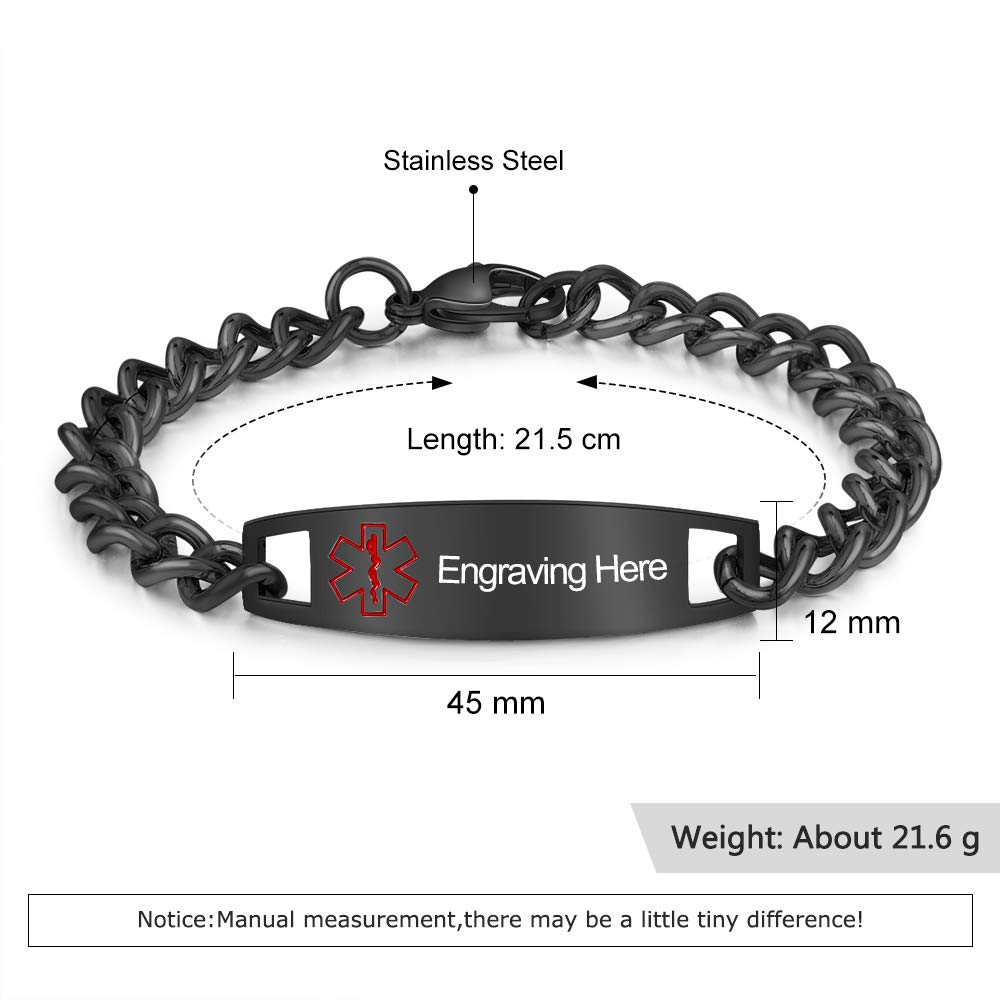 Stainless Steel
Length: 21.5 cm
Engraving Here
12 mm
45 mm
Weight: About 21.6 g
Notice:Manual measurement,there may be a little tiny difference!